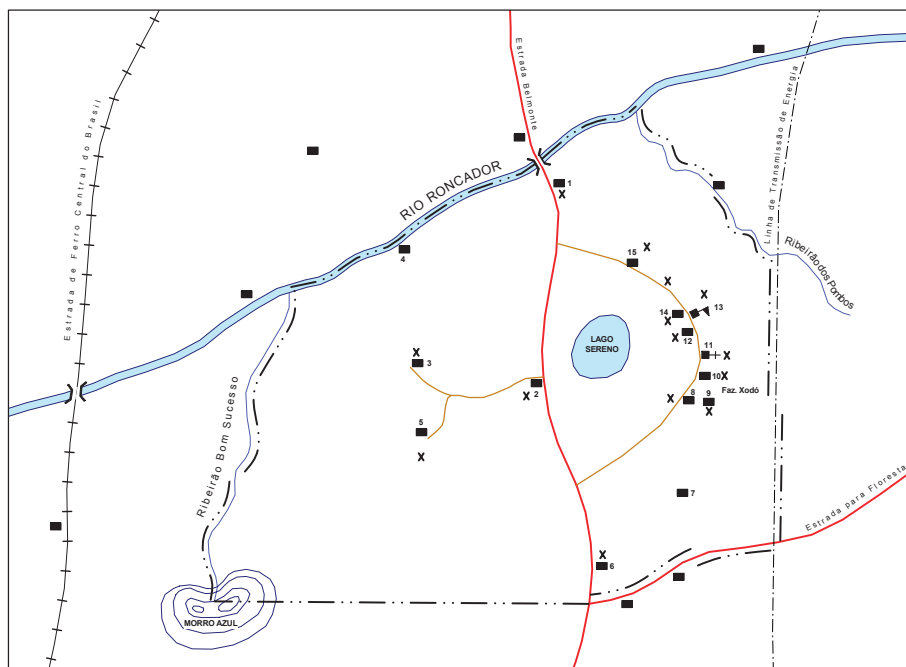 Estrada de Ferro Central do Brasil
Estrada Belmonte
Linha de Transmissão de Energia
RIO RONCADOR
1
X
Ribeirão dos Pombos
4
15
X
X
X
13
14
X
12
X
LAGO
SERENO
11
X
X
3
10
X
Faz. Xodó
2
X
X
8
9
X
5
X
Ribeirão Bom Sucesso
7
Estrada para Floresta
X
6
MORRO AZUL